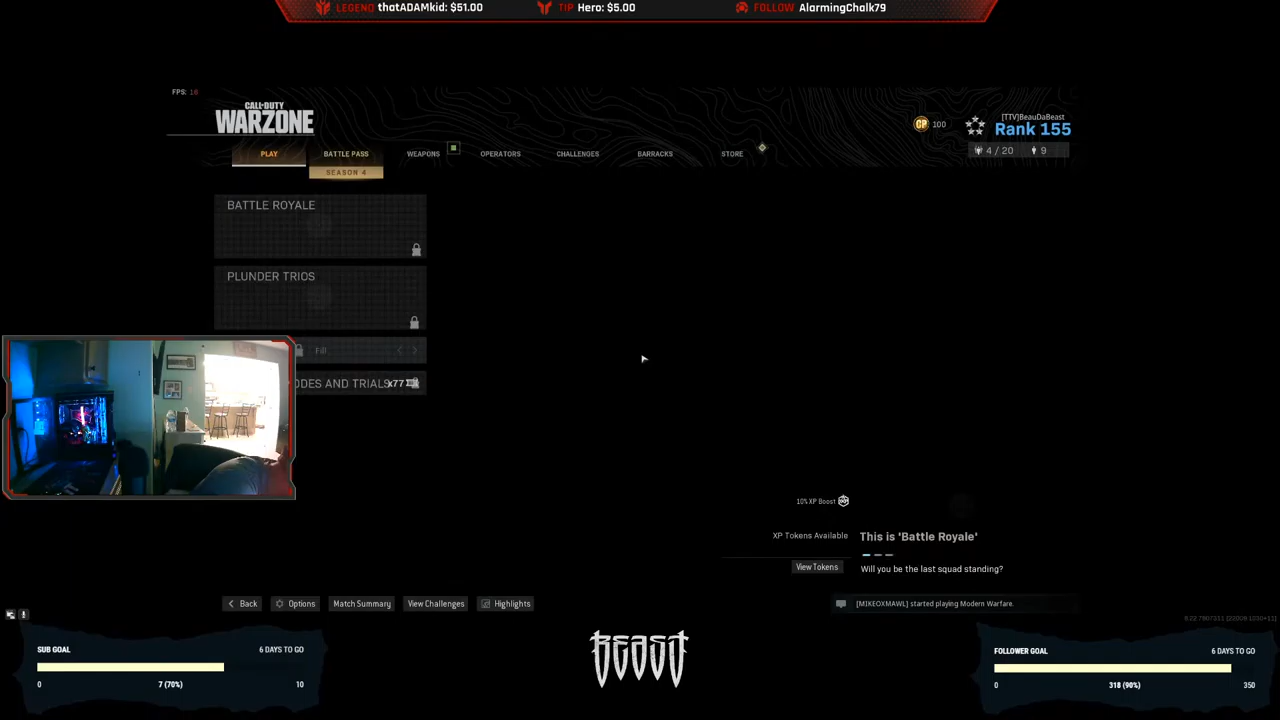 LEGEND thatADAMkid: $51.00 TIP Hero: $5.00 FOLLOW AlarmingChalk79
FPS: 16
CALL OF DUTY
WARZONE
CP 100
[TTV]BeauDaBeast
Rank 155
4 / 20 9
PLAY BATTLE PASS WEAPONS OPERATORS CHALLENGES BARRACKS STORE
SEASON 4
BATTLE ROYALE
PLUNDER TRIOS
Fill
ODES AND TRIALS x77
10% XP Boost
XP Tokens Available
View Tokens
This is 'Battle Royale'
Will you be the last squad standing?
Back Options Match Summary View Challenges Highlights
[MIKEOXMAWL] started playing Modern Warfare.
SUB GOAL 6 DAYS TO GO
0 7 (70%) 10
BEAST
FOLLOWER GOAL 6 DAYS TO GO
0 318 (90%) 350